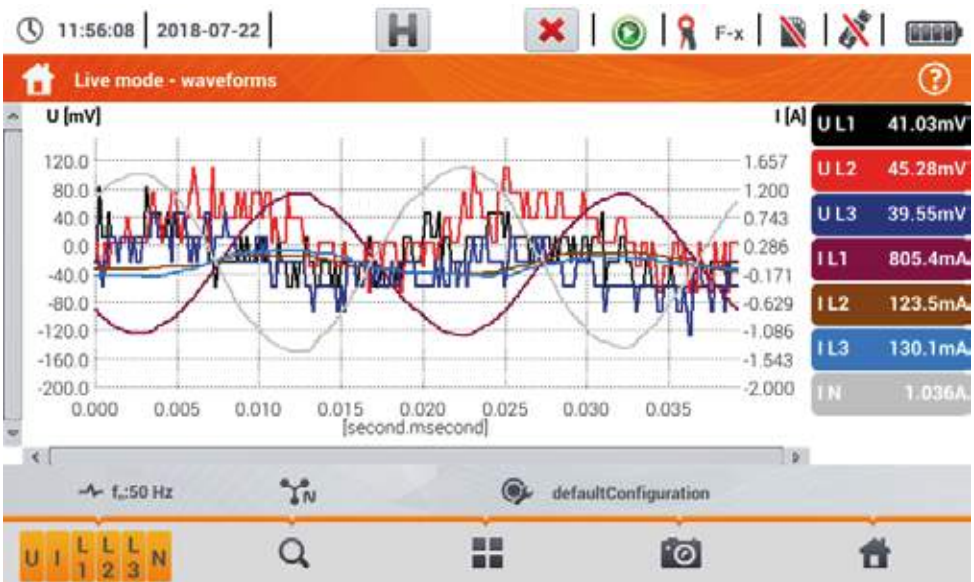 11:56:08 2018-07-22 H F-x
Live mode - waveforms ?
U [mV] I [A]
120.0 1.657
80.0 1.200
40.0 0.743
0.0 0.286
-40.0 -0.171
-80.0 -0.629
-120.0 -1.086
-160.0 -1.543
-200.0 -2.000
0.000 0.005 0.010 0.015 0.020 0.025 0.030 0.035
[second.msecond]
U L1 41.03mV
U L2 45.28mV
U L3 39.55mV
I L1 805.4mA
I L2 123.5mA
I L3 130.1mA
I N 1.036A
fₙ:50 Hz N defaultConfiguration
U I L1 L2 L3 N